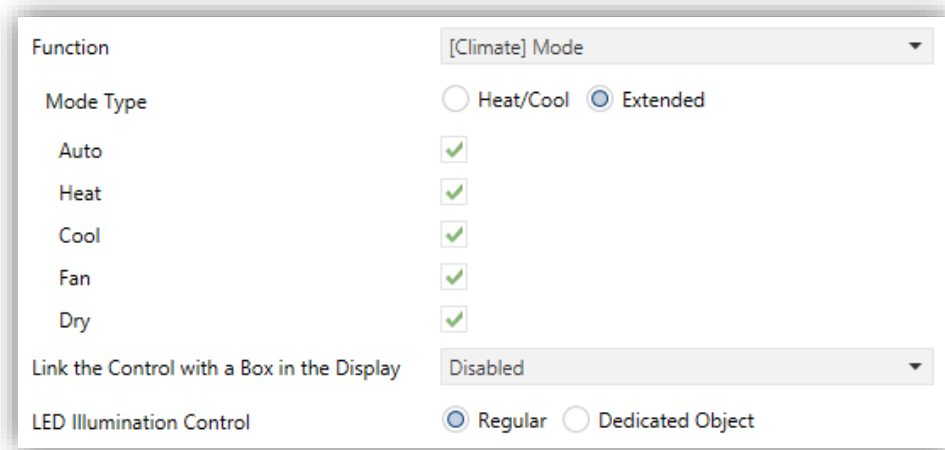 Function [Climate] Mode
Mode Type Heat/Cool Extended
Auto
Heat
Cool
Fan
Dry
Link the Control with a Box in the Display Disabled
LED Illumination Control Regular Dedicated Object